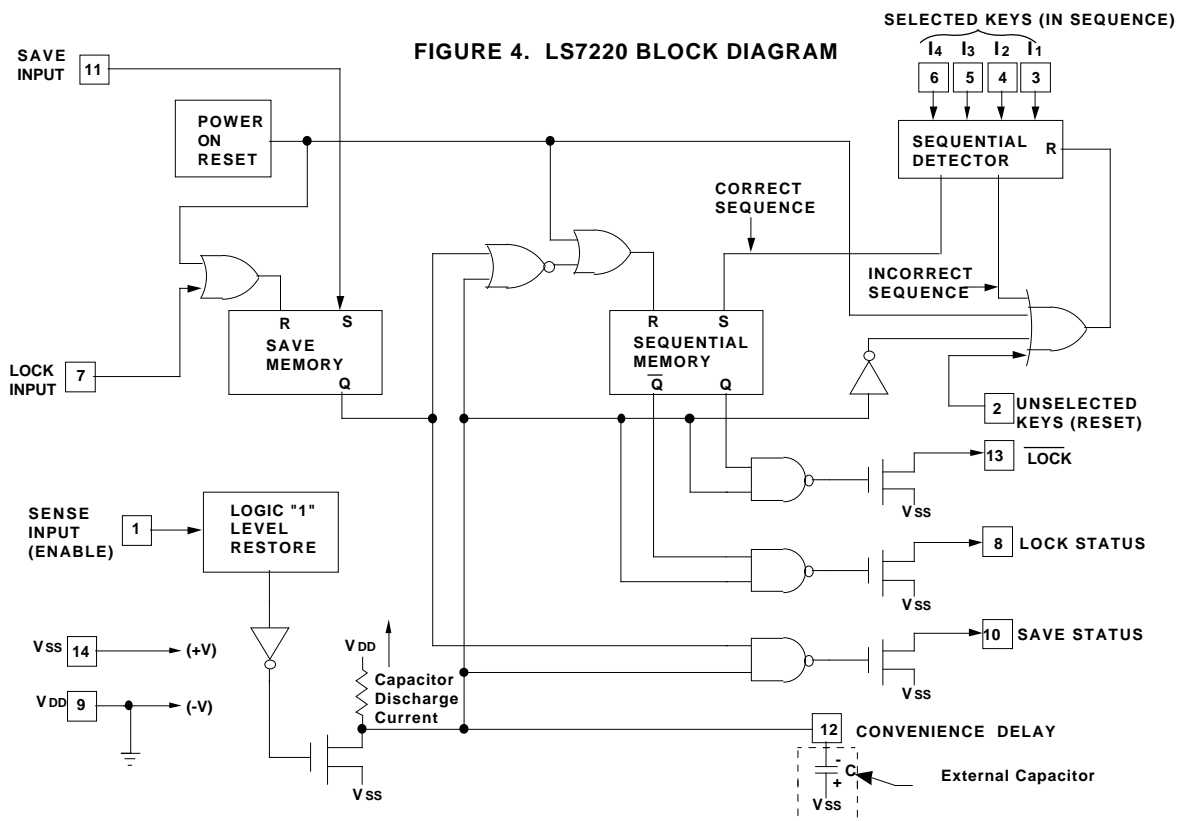 SELECTED KEYS (IN SEQUENCE)
FIGURE 4. LS7220 BLOCK DIAGRAM
I4 I3 I2 I1
6 5 4 3
SAVE
INPUT
11
POWER
ON
RESET
SEQUENTIAL
DETECTOR
R
CORRECT
SEQUENCE
INCORRECT
SEQUENCE
R S
SAVE
MEMORY
Q
R S
SEQUENTIAL
MEMORY
Q̅ Q
LOCK
INPUT
7
2
UNSELECTED
KEYS (RESET)
13
L̅O̅C̅K̅
VSS
SENSE
INPUT
(ENABLE)
1
LOGIC "1"
LEVEL
RESTORE
8
LOCK STATUS
VSS
10
SAVE STATUS
VSS
VSS 14 (+V)
VDD 9 (-V)
VDD
Capacitor
Discharge
Current
VSS
12
CONVENIENCE DELAY
-
C
+
VSS
External Capacitor